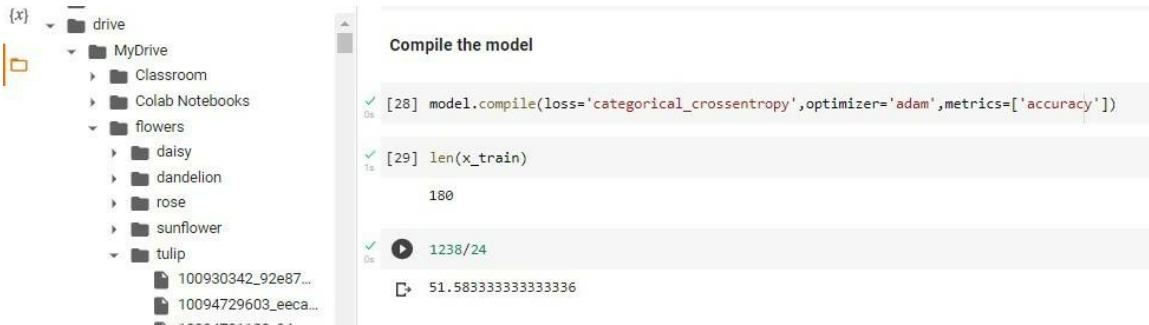 {x}
drive
MyDrive
Classroom
Colab Notebooks
flowers
daisy
dandelion
rose
sunflower
tulip
100930342_92e87...
10094729603_eeca...
Compile the model
[28] model.compile(loss='categorical_crossentropy',optimizer='adam',metrics=['accuracy'])
0s
[29] len(x_train)
1s
180
1238/24
0s
51.583333333333336